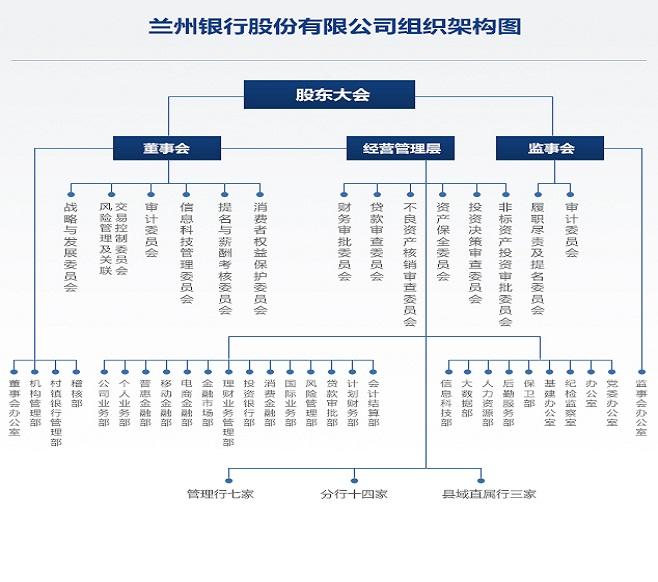 兰州银行股份有限公司组织架构图
股东大会
董事会
经营管理层
监事会
战略与发展委员会
风险管理及关联
交易控制委员会
审计委员会
信息科技管理委员会
提名与薪酬考核委员会
消费者权益保护委员会
财务审批委员会
贷款审查委员会
不良资产核销审查委员会
资产保全委员会
投资决策审查委员会
非标资产投资审批委员会
履职尽责及提名委员会
审计委员会
董事会办公室
机构管理部
村镇银行管理部
稽核部
公司业务部
个人业务部
普惠金融部
移动金融部
电商金融部
金融市场部
理财业务管理部
投资银行部
消费金融部
国际业务部
风险管理部
贷款审批部
计划财务部
会计结算部
信息科技部
大数据部
人力资源部
后勤服务部
保卫部
基建办公室
纪检监察室
办公室
党委办公室
监事会办公室
管理行七家
分行十四家
县域直属行三家